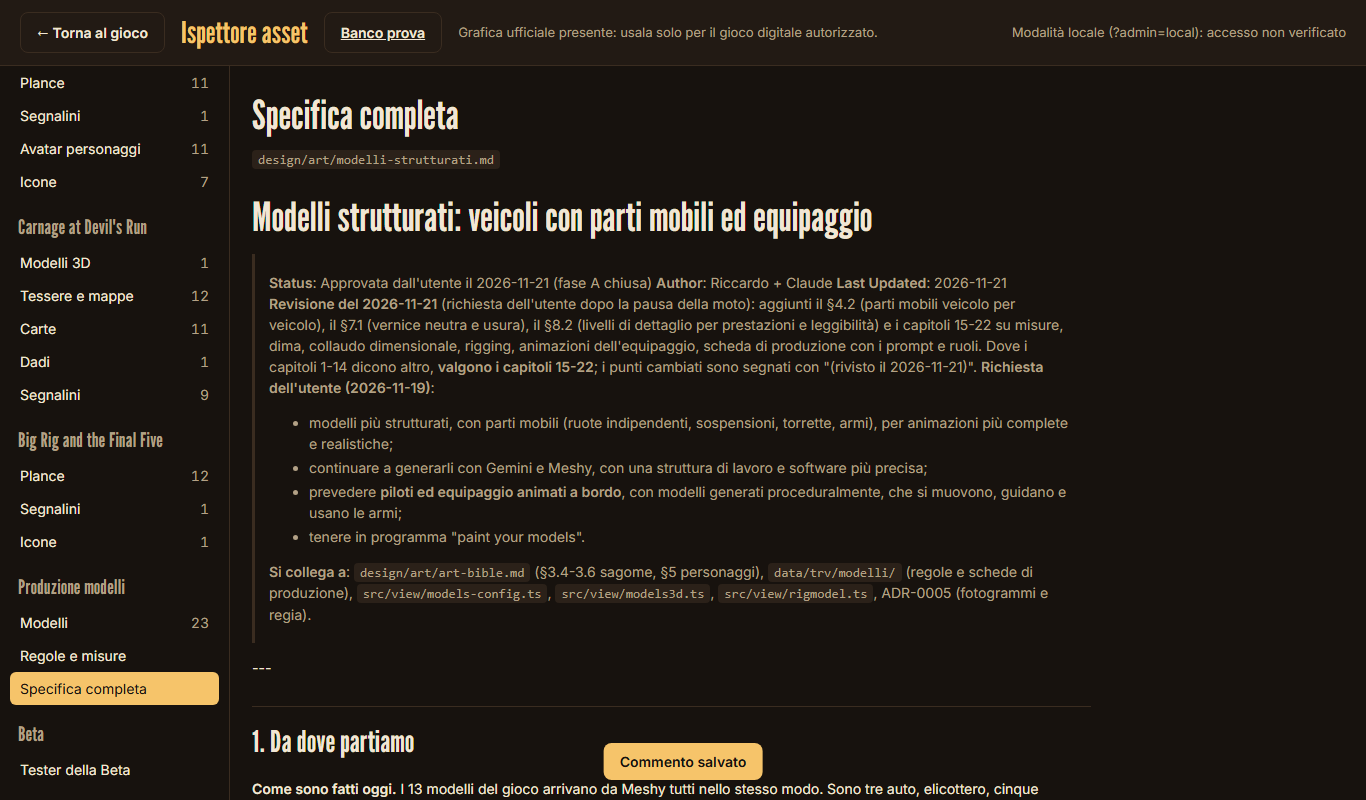 ← Torna al gioco
Ispettore asset
Banco prova
Grafica ufficiale presente: usala solo per il gioco digitale autorizzato.
Modalità locale (?admin=local): accesso non verificato
Plance 11
Segnalini 1
Avatar personaggi 11
Icone 7
Carnage at Devil's Run
Modelli 3D 1
Tessere e mappe 12
Carte 11
Dadi 1
Segnalini 9
Big Rig and the Final Five
Plance 12
Segnalini 1
Icone 1
Produzione modelli
Modelli 23
Regole e misure
Specifica completa
Beta
Tester della Beta
Specifica completa
design/art/modelli-strutturati.md
Modelli strutturati: veicoli con parti mobili ed equipaggio
Status: Approvata dall'utente il 2026-11-21 (fase A chiusa) Author: Riccardo + Claude Last Updated: 2026-11-21
Revisione del 2026-11-21 (richiesta dell'utente dopo la pausa della moto): aggiunti il §4.2 (parti mobili veicolo per
veicolo), il §7.1 (vernice neutra e usura), il §8.2 (livelli di dettaglio per prestazioni e leggibilità) e i capitoli 15-22 su misure,
dima, collaudo dimensionale, rigging, animazioni dell'equipaggio, scheda di produzione con i prompt e ruoli. Dove i
capitoli 1-14 dicono altro, valgono i capitoli 15-22; i punti cambiati sono segnati con "(rivisto il 2026-11-21)". Richiesta
dell'utente (2026-11-19):
• modelli più strutturati, con parti mobili (ruote indipendenti, sospensioni, torrette, armi), per animazioni più complete
e realistiche;
• continuare a generarli con Gemini e Meshy, con una struttura di lavoro e software più precisa;
• prevedere piloti ed equipaggio animati a bordo, con modelli generati proceduralmente, che si muovono, guidano e
usano le armi;
• tenere in programma "paint your models".
Si collega a: design/art/art-bible.md (§3.4-3.6 sagome, §5 personaggi), data/trv/modelli/ (regole e schede di
produzione), src/view/models-config.ts, src/view/models3d.ts, src/view/rigmodel.ts, ADR-0005 (fotogrammi e
regia).
---
1. Da dove partiamo
Come sono fatti oggi. I 13 modelli del gioco arrivano da Meshy tutti nello stesso modo. Sono tre auto, elicottero, cinque
Commento salvato